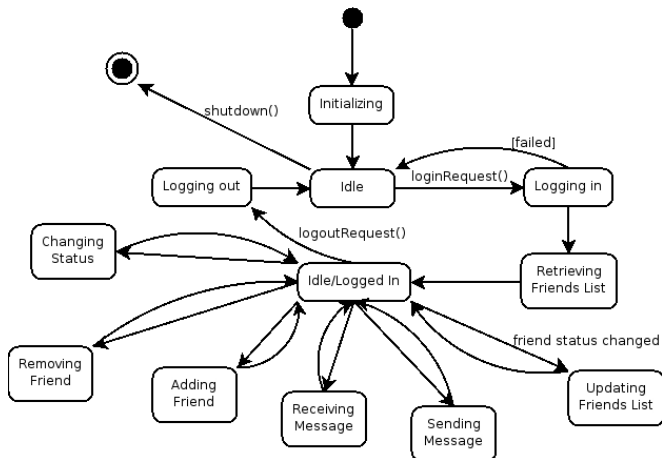 shutdown()
Initializing
[failed]
Logging out
Idle
loginRequest()
Logging in
logoutRequest()
Changing
Status
Idle/Logged In
Retrieving
Friends List
friend status changed
Removing
Friend
Adding
Friend
Receiving
Message
Sending
Message
Updating
Friends List